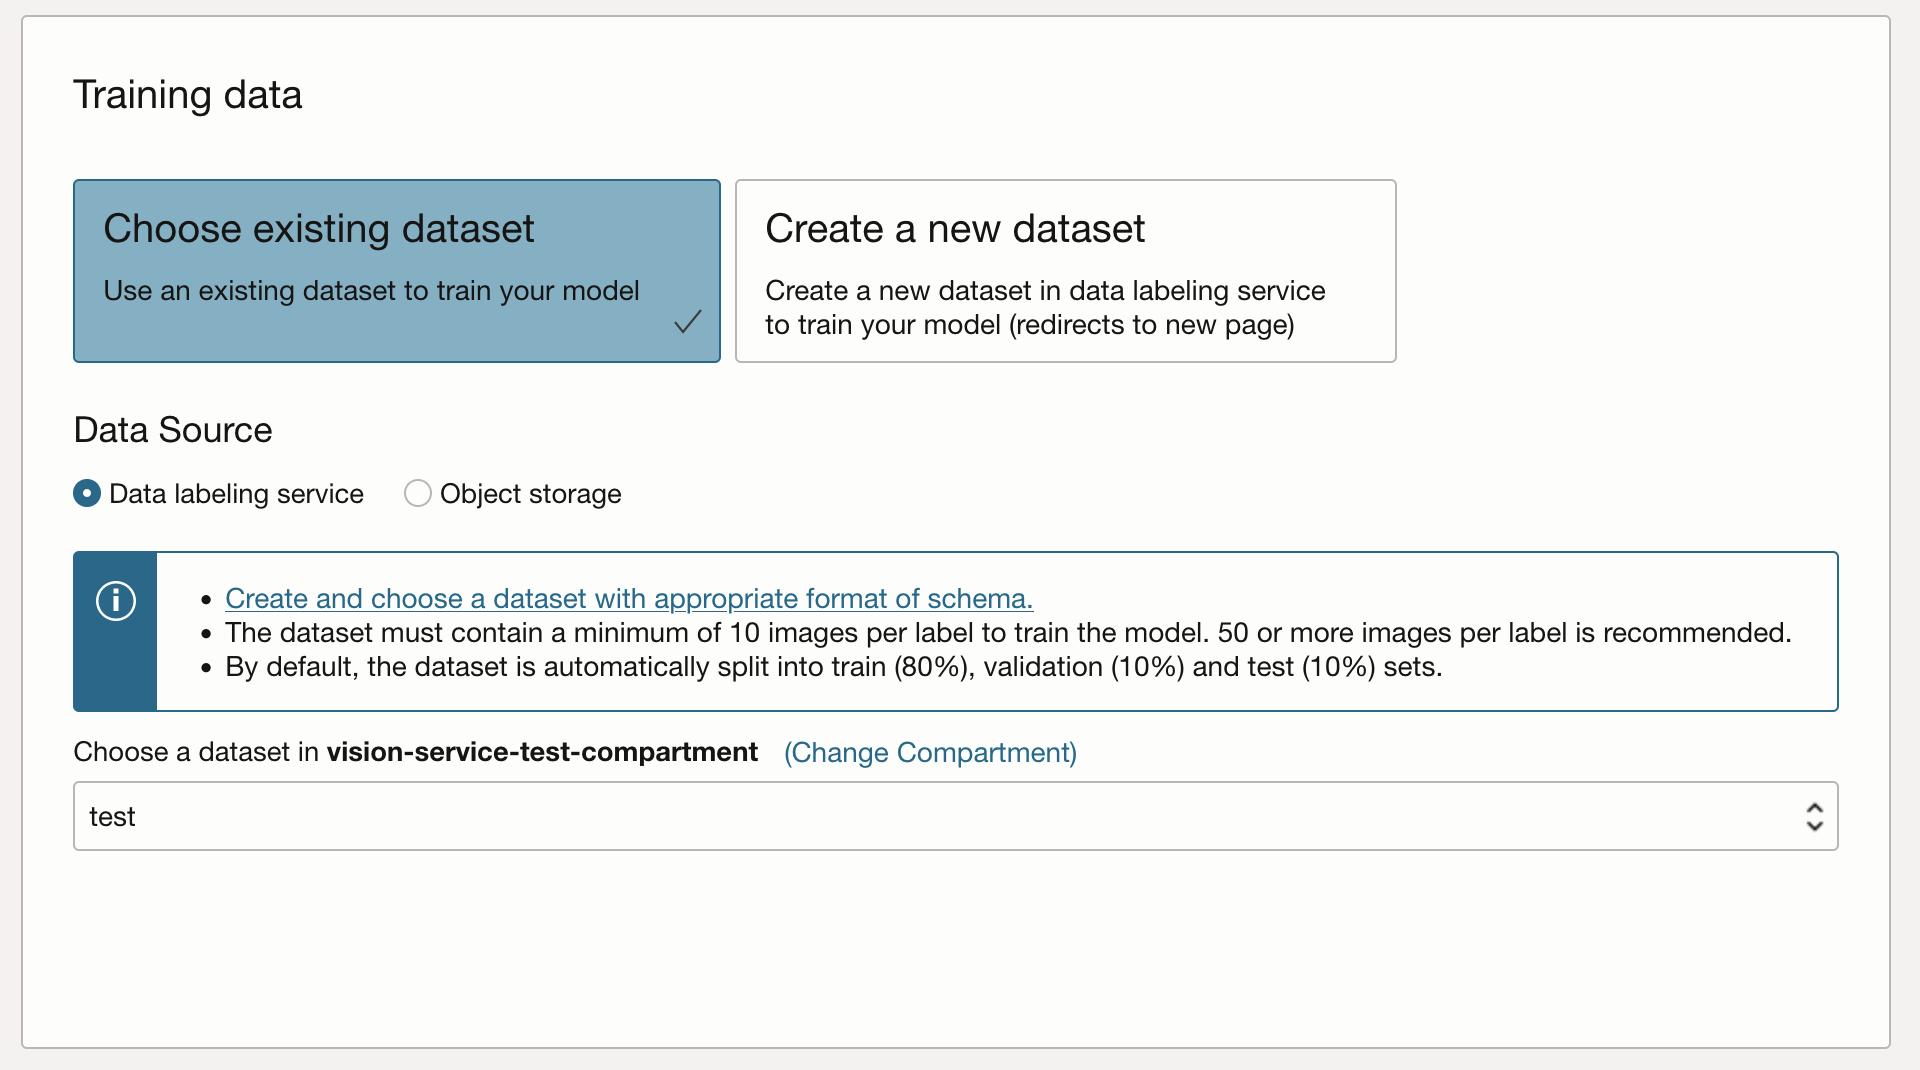 Training data
Choose existing dataset
Use an existing dataset to train your model
Create a new dataset
Create a new dataset in data labeling service
to train your model (redirects to new page)
Data Source
Data labeling service
Object storage
Create and choose a dataset with appropriate format of schema.
The dataset must contain a minimum of 10 images per label to train the model. 50 or more images per label is recommended.
By default, the dataset is automatically split into train (80%), validation (10%) and test (10%) sets.
Choose a dataset in vision-service-test-compartment (Change Compartment)
test